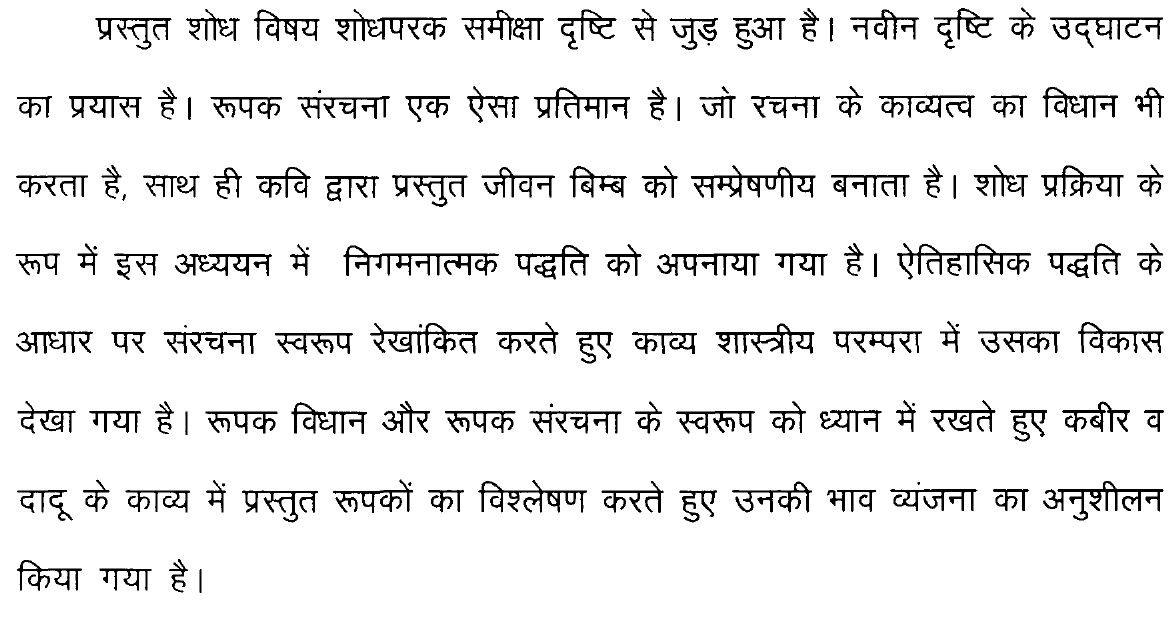 प्रस्तुत शोध विषय शोधपरक समीक्षा दृष्टि से जुड़ हुआ है। नवीन दृष्टि के उद्घाटन
का प्रयास है। रूपक संरचना एक ऐसा प्रतिमान है। जो रचना के काव्यत्व का विधान भी
करता है, साथ ही कवि द्वारा प्रस्तुत जीवन बिम्ब को सम्प्रेषणीय बनाता है। शोध प्रक्रिया के
रूप में इस अध्ययन में निगमनात्मक पद्धति को अपनाया गया है। ऐतिहासिक पद्धति के
आधार पर संरचना स्वरूप रेखांकित करते हुए काव्य शास्त्रीय परम्परा में उसका विकास
देखा गया है। रूपक विधान और रूपक संरचना के स्वरूप को ध्यान में रखते हुए कबीर व
दादू के काव्य में प्रस्तुत रूपकों का विश्लेषण करते हुए उनकी भाव व्यंजना का अनुशीलन
किया गया है।